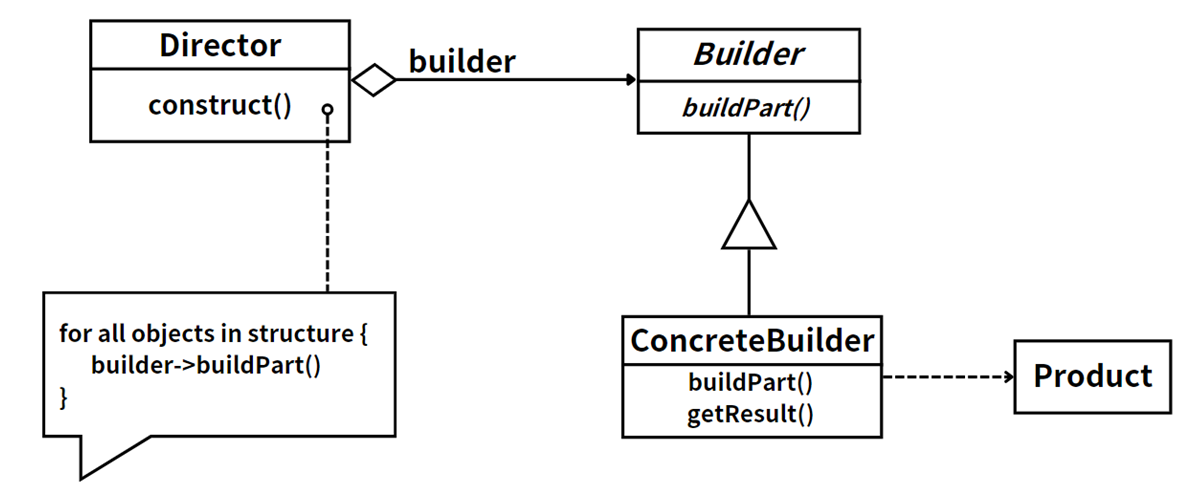 Director
construct()
builder
Builder
buildPart()
for all objects in structure {
builder->buildPart()
}
ConcreteBuilder
buildPart()
getResult()
Product